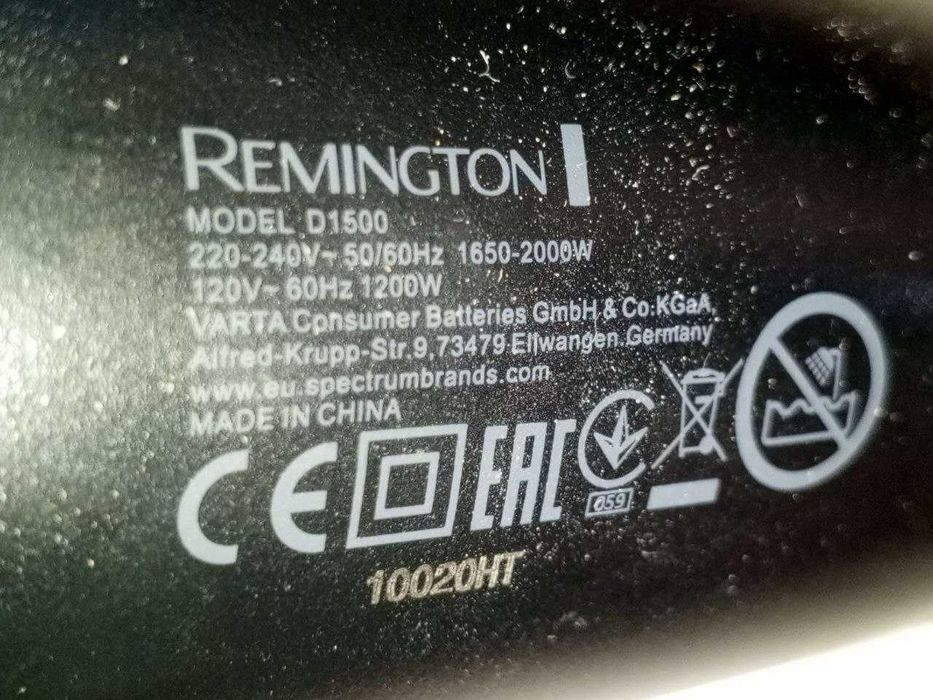 REMINGTON
MODEL D1500
220-240V~ 50/60Hz 1650-2000W
120V~ 60Hz 1200W
VARTA Consumer Batteries GmbH & Co.KGaA,
Alfred-Krupp-Str.9,73479 Ellwangen,Germany
www.eu.spectrumbrands.com
MADE IN CHINA
CE EAC
059
10020HT